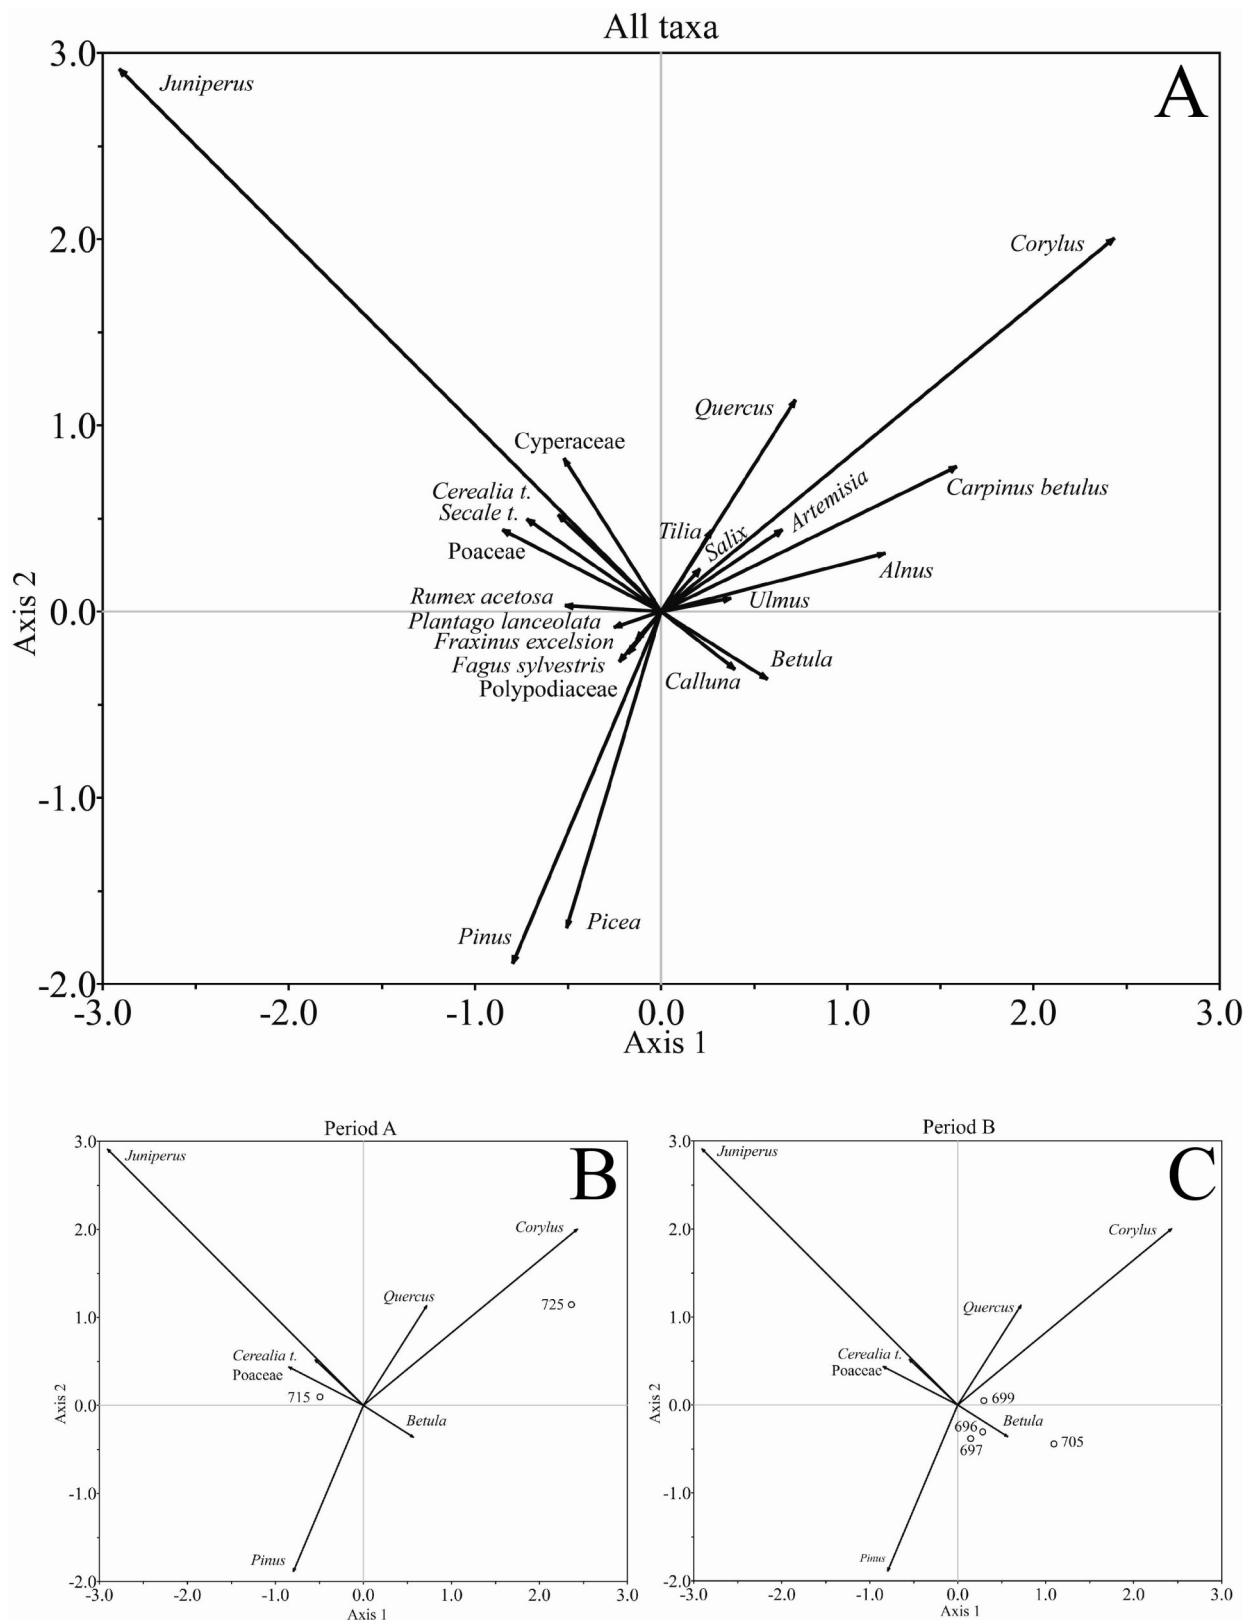 All taxa
A
3.0
2.0
1.0
0.0
-1.0
-2.0
Axis 2
Juniperus
Corylus
Quercus
Cyperaceae
Carpinus betulus
Artemisia
Cerealia t.
Secale t.
Tilia
Salix
Poaceae
Alnus
Rumex acetosa
Ulmus
Plantago lanceolata
Fraxinus excelsion
Fagus sylvestris
Betula
Calluna
Polypodiaceae
Picea
Pinus
-3.0 -2.0 -1.0 0.0 1.0 2.0 3.0
Axis 1
Period A
B
3.0
2.0
1.0
0.0
-1.0
-2.0
Axis 2
Juniperus
Corylus
Quercus
725
Cerealia t.
Poaceae
715
Betula
Pinus
-3.0 -2.0 -1.0 0.0 1.0 2.0 3.0
Axis 1
Period B
C
3.0
2.0
1.0
0.0
-1.0
-2.0
Axis 2
Juniperus
Corylus
Quercus
Cerealia t.
Poaceae
699
Betula
696
697
705
Pinus
-3.0 -2.0 -1.0 0.0 1.0 2.0 3.0
Axis 1